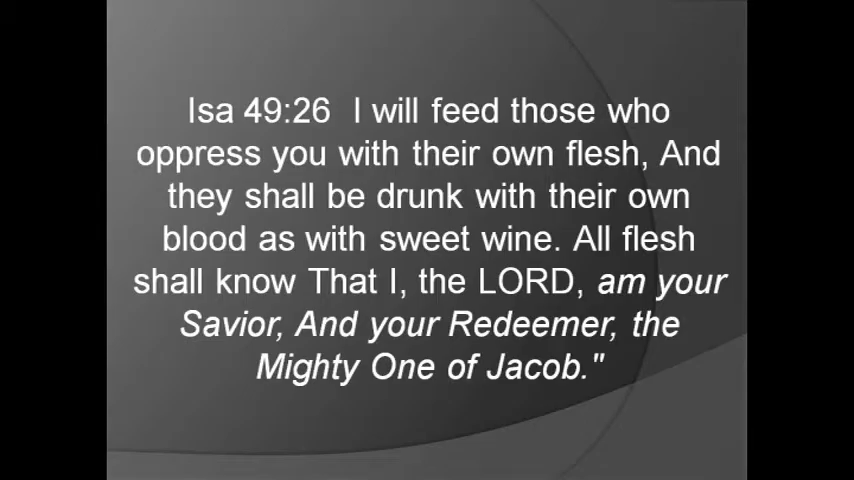 Isa 49:26  I will feed those who
oppress you with their own flesh, And
they shall be drunk with their own
blood as with sweet wine. All flesh
shall know That I, the LORD, am your
Savior, And your Redeemer, the
Mighty One of Jacob."